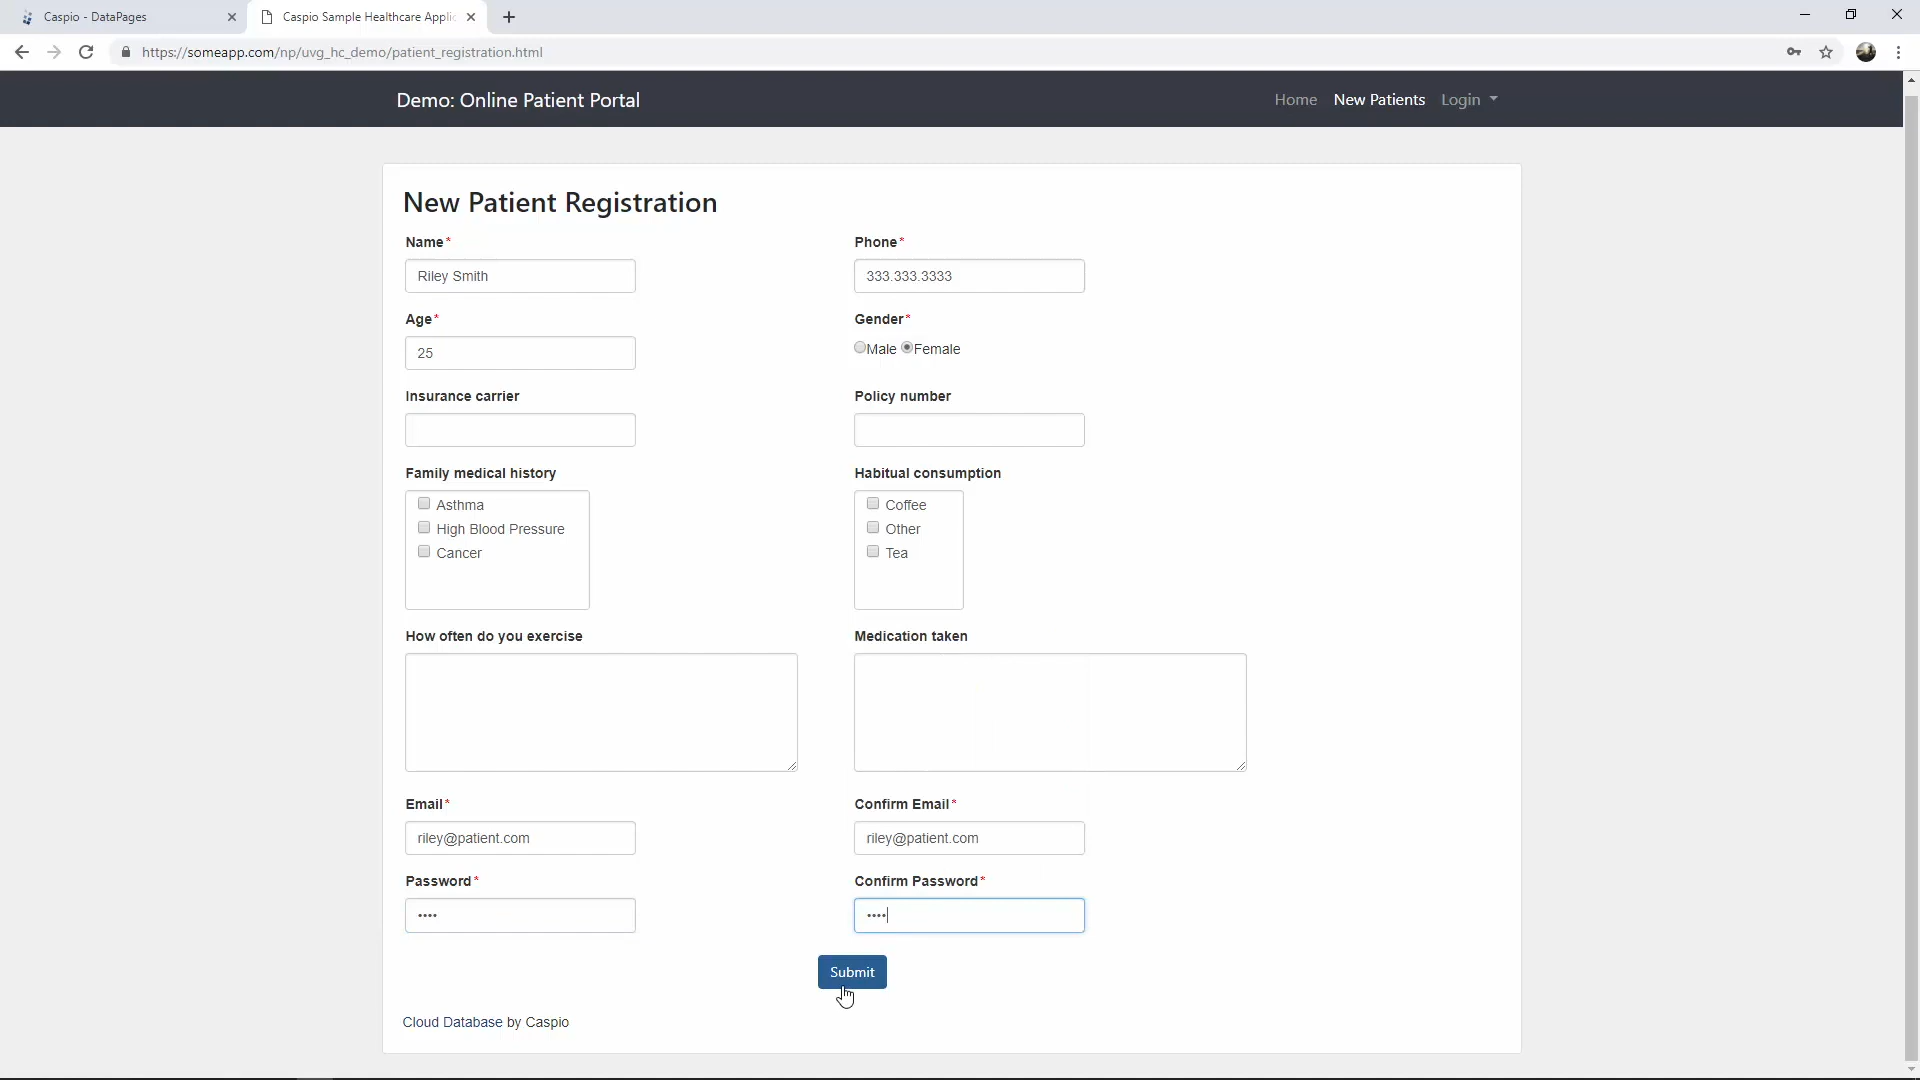 Caspio - DataPages
Caspio Sample Healthcare Applic
https://someapp.com/np/uvg_hc_demo/patient_registration.html
Demo: Online Patient Portal
Home New Patients Login
New Patient Registration
Name* Phone*
Riley Smith 333.333.3333
Age* Gender*
25 Male Female
Insurance carrier Policy number
Family medical history Habitual consumption
Asthma Coffee
High Blood Pressure Other
Cancer Tea
How often do you exercise Medication taken
Email* Confirm Email*
riley@patient.com riley@patient.com
Password* Confirm Password*
•••• ••••
Submit
Cloud Database by Caspio